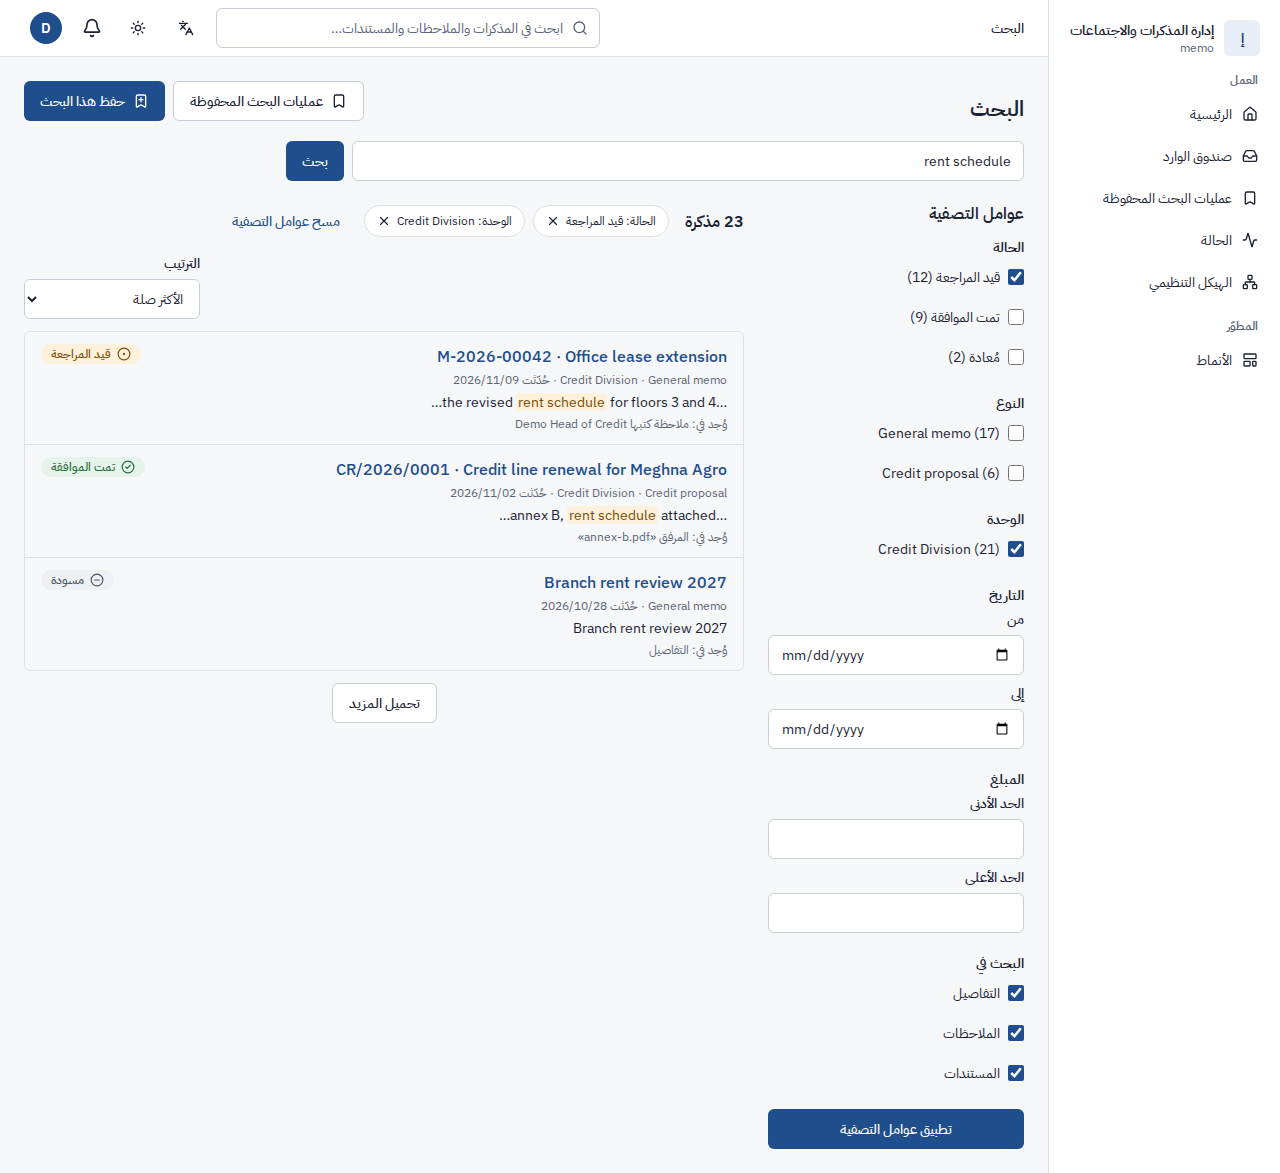 إ
إدارة المذكرات والاجتماعات
memo
العمل
الرئيسية
صندوق الوارد
عمليات البحث المحفوظة
الحالة
الهيكل التنظيمي
المطوّر
الأنماط
البحث
ابحث في المذكرات والملاحظات والمستندات...
D
البحث
عمليات البحث المحفوظة
حفظ هذا البحث
rent schedule
بحث
عوامل التصفية
الحالة
قيد المراجعة (12)
تمت الموافقة (9)
مُعادة (2)
النوع
General memo (17)
Credit proposal (6)
الوحدة
Credit Division (21)
التاريخ
من
mm/dd/yyyy
إلى
mm/dd/yyyy
المبلغ
الحد الأدنى
الحد الأعلى
البحث في
التفاصيل
الملاحظات
المستندات
تطبيق عوامل التصفية
23 مذكرة
الحالة: قيد المراجعة
الوحدة: Credit Division
مسح عوامل التصفية
الترتيب
الأكثر صلة
M-2026-00042 · Office lease extension
قيد المراجعة
General memo · Credit Division · حُدّثت 2026/11/09
...the revised rent schedule for floors 3 and 4...
وُجد في: ملاحظة كتبها Demo Head of Credit
CR/2026/0001 · Credit line renewal for Meghna Agro
تمت الموافقة
Credit proposal · Credit Division · حُدّثت 2026/11/02
...annex B, rent schedule attached...
وُجد في: المرفق «annex-b.pdf»
Branch rent review 2027
مسودة
General memo · حُدّثت 2026/10/28
Branch rent review 2027
وُجد في: التفاصيل
تحميل المزيد